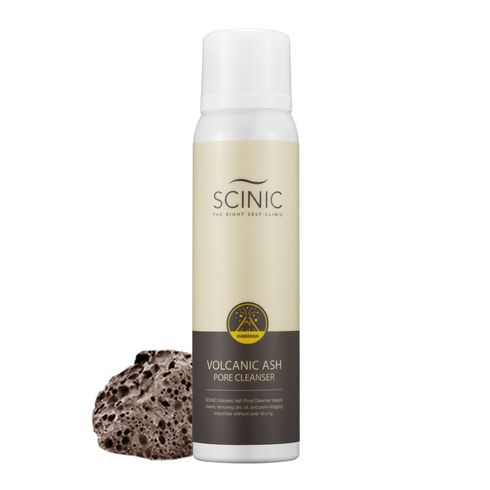 SCINIC
THE RIGHT SELF-CLINIC
HAWAIIAN
VOLCANIC ASH
PORE CLEANSER
SCINIC Volcanic Ash Pore Cleanser deeply
cleans, removing dirt, oil, and pore-clogging
impurities without over-drying.